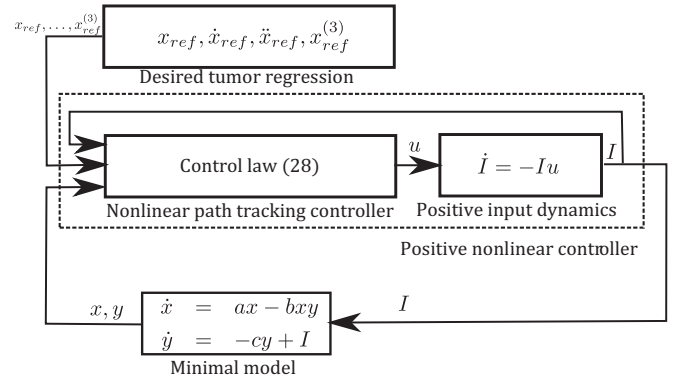 x_{ref}, \ldots, x_{ref}^{(3)}
x_{ref}, \dot{x}_{ref}, \ddot{x}_{ref}, x_{ref}^{(3)}
Desired tumor regression
Control law (28)
u
\dot{I} = -Iu
I
Nonlinear path tracking controller
Positive input dynamics
Positive nonlinear controller
x, y
\dot{x} = ax - bxy
\dot{y} = -cy + I
I
Minimal model